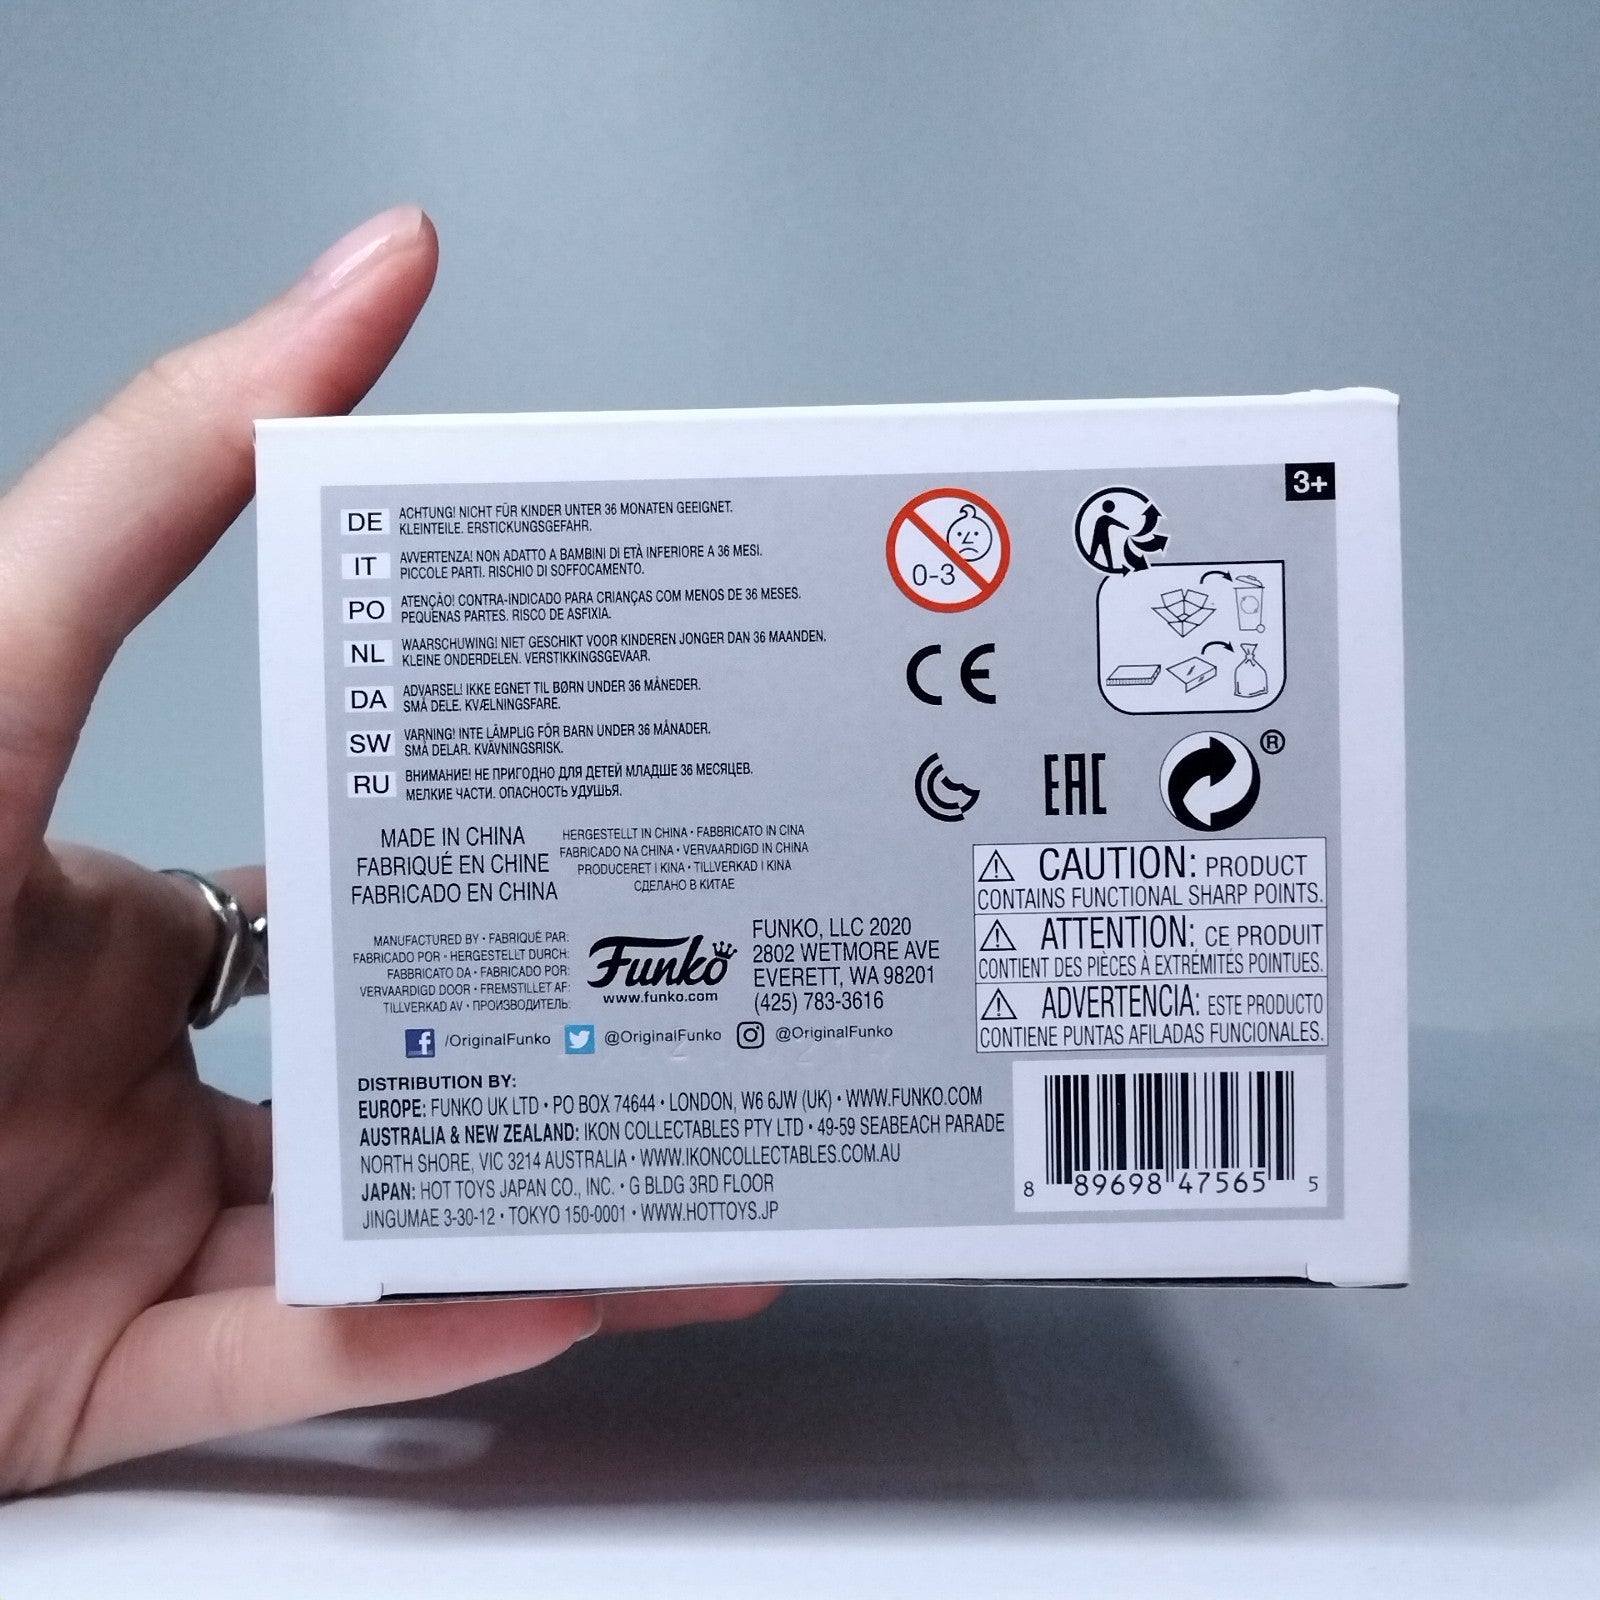 3+
DE
ACHTUNG! NICHT FÜR KINDER UNTER 36 MONATEN GEEIGNET.
KLEINTEILE. ERSTICKUNGSGEFAHR.
IT
AVVERTENZA! NON ADATTO A BAMBINI DI ETÀ INFERIORE A 36 MESI.
PICCOLE PARTI. RISCHIO DI SOFFOCAMENTO.
PO
ATENÇÃO! CONTRA-INDICADO PARA CRIANÇAS COM MENOS DE 36 MESES.
PEQUENAS PARTES. RISCO DE ASFIXIA.
NL
WAARSCHUWING! NIET GESCHIKT VOOR KINDEREN JONGER DAN 36 MAANDEN.
KLEINE ONDERDELEN. VERSTIKKINGSGEVAAR.
DA
ADVARSEL! IKKE EGNET TIL BØRN UNDER 36 MÅNEDER.
SMÅ DELE. KVÆLNINGSFARE.
SW
VARNING! INTE LÄMPLIG FÖR BARN UNDER 36 MÅNADER.
SMÅ DELAR. KVÄVNINGSRISK.
RU
ВНИМАНИЕ! НЕ ПРИГОДНО ДЛЯ ДЕТЕЙ МЛАДШЕ 36 МЕСЯЦЕВ.
МЕЛКИЕ ЧАСТИ. ОПАСНОСТЬ УДУШЬЯ.
0-3
CE
EAC
®
MADE IN CHINA
FABRIQUÉ EN CHINE
FABRICADO EN CHINA
HERGESTELLT IN CHINA • FABBRICATO IN CINA
FABRICADO NA CHINA • VERVAARDIGD IN CHINA
PRODUCERET I KINA • TILLVERKAD I KINA
СДЕЛАНО В КИТАЕ
CAUTION: PRODUCT
CONTAINS FUNCTIONAL SHARP POINTS.
ATTENTION: CE PRODUIT
CONTIENT DES PIÈCES À EXTRÉMITÉS POINTUES.
ADVERTENCIA: ESTE PRODUCTO
CONTIENE PUNTAS AFILADAS FUNCIONALES.
MANUFACTURED BY • FABRIQUÉ PAR:
FABRICADO POR • HERGESTELLT DURCH:
FABBRICATO DA • FABRICADO POR:
VERVAARDIGD DOOR • FREMSTILLET AF:
TILLVERKAD AV • ПРОИЗВОДИТЕЛЬ:
Funko
www.funko.com
FUNKO, LLC 2020
2802 WETMORE AVE
EVERETT, WA 98201
(425) 783-3616
/OriginalFunko
@OriginalFunko
@OriginalFunko
DISTRIBUTION BY:
EUROPE: FUNKO UK LTD • PO BOX 74644 • LONDON, W6 6JW (UK) • WWW.FUNKO.COM
AUSTRALIA & NEW ZEALAND: IKON COLLECTABLES PTY LTD • 49-59 SEABEACH PARADE
NORTH SHORE, VIC 3214 AUSTRALIA • WWW.IKONCOLLECTABLES.COM.AU
JAPAN: HOT TOYS JAPAN CO., INC. • G BLDG 3RD FLOOR
JINGUMAE 3-30-12 • TOKYO 150-0001 • WWW.HOTTOYS.JP
8 89698 47565 5